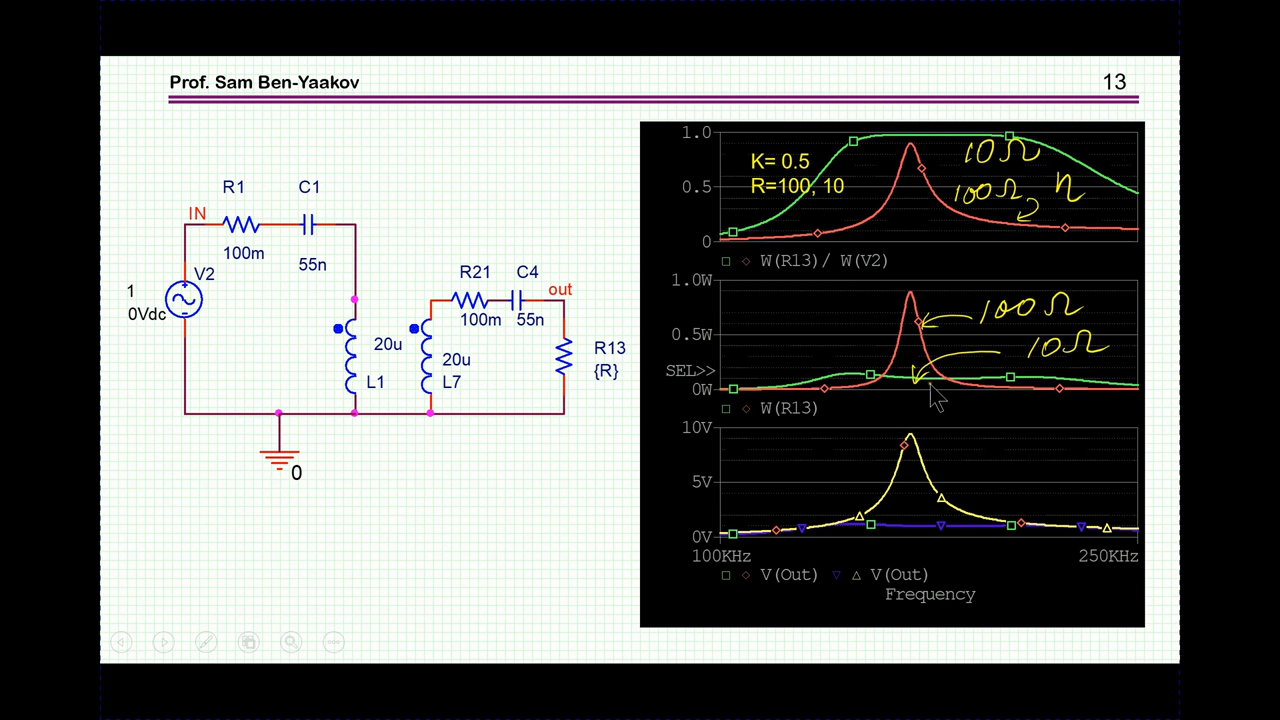 Prof. Sam Ben-Yaakov
13
R1
C1
IN
100m
55n
V2
1
0Vdc
R21
C4
out
100m
55n
20u
20u
L1
L7
R13
{R}
0
1.0
K= 0.5
R=100, 10
10Ω
100Ω
η
0.5
0
W(R13)/ W(V2)
1.0W
100Ω
0.5W
10Ω
SEL>>
0W
W(R13)
10V
5V
0V
100KHz
250KHz
V(Out)
V(Out)
Frequency